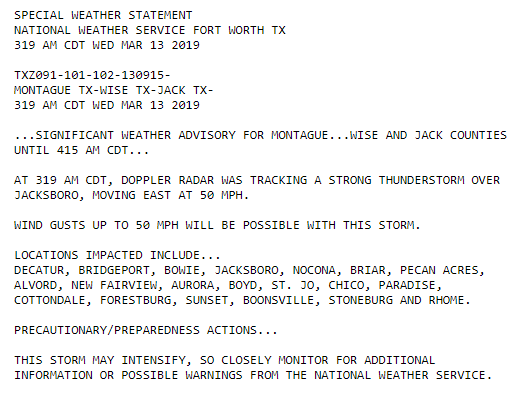 SPECIAL WEATHER STATEMENT
NATIONAL WEATHER SERVICE FORT WORTH TX
319 AM CDT WED MAR 13 2019
TXZ091-101-102-130915-
MONTAGUE TX-WISE TX-JACK TX-
319 AM CDT WED MAR 13 2019
...SIGNIFICANT WEATHER ADVISORY FOR MONTAGUE...WISE AND JACK COUNTIES
UNTIL 415 AM CDT...
AT 319 AM CDT, DOPPLER RADAR WAS TRACKING A STRONG THUNDERSTORM OVER
JACKSBORO, MOVING EAST AT 50 MPH.
WIND GUSTS UP TO 50 MPH WILL BE POSSIBLE WITH THIS STORM.
LOCATIONS IMPACTED INCLUDE...
DECATUR, BRIDGEPORT, BOWIE, JACKSBORO, NOCONA, BRIAR, PECAN ACRES,
ALVORD, NEW FAIRVIEW, AURORA, BOYD, ST. JO, CHICO, PARADISE,
COTTONDALE, FORESTBURG, SUNSET, BOONSVILLE, STONEBURG AND RHOME.
PRECAUTIONARY/PREPAREDNESS ACTIONS...
THIS STORM MAY INTENSIFY, SO CLOSELY MONITOR FOR ADDITIONAL
INFORMATION OR POSSIBLE WARNINGS FROM THE NATIONAL WEATHER SERVICE.